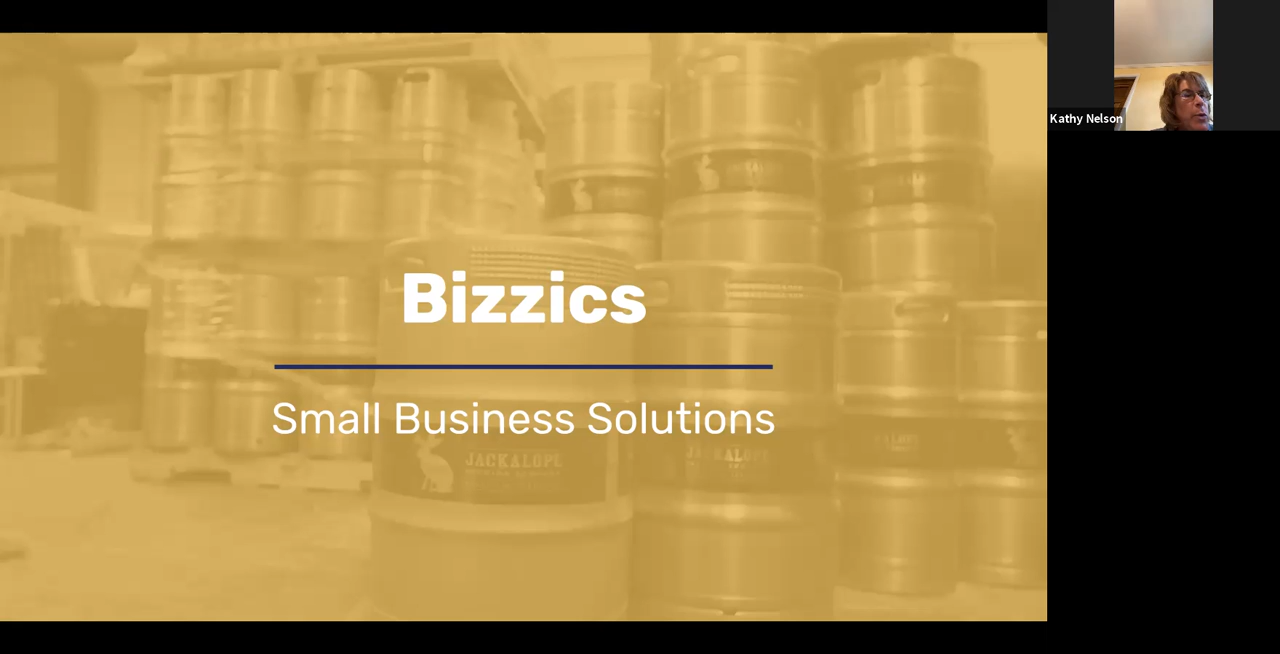 Bizzics
Small Business Solutions
JACKALOPE
JACKALOPE
Kathy Nelson